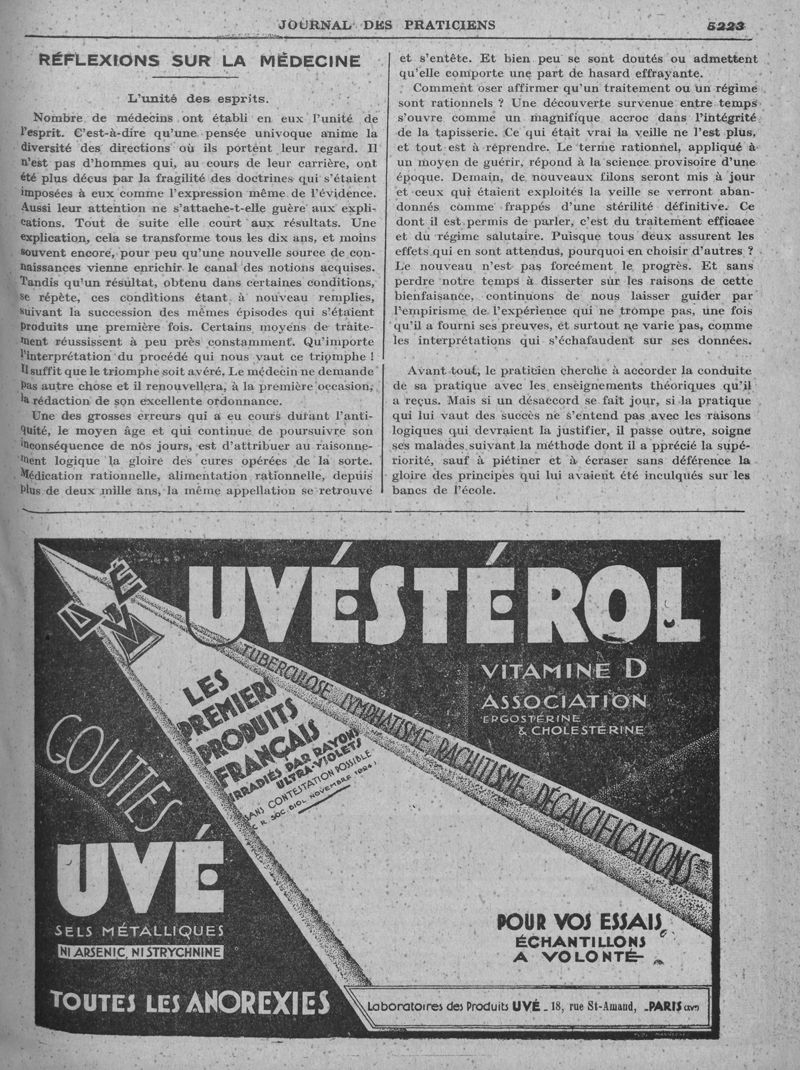 JOURNAL DES PRATICIENS
5223
RÉFLEXIONS SUR LA MÉDECINE
L'unité des esprits.
Nombre de médecins ont établi en eux l'unité de
l'esprit. C'est-à-dire qu'une pensée univoque anime la
diversité des directions où ils portent leur regard. Il
n'est pas d'hommes qui, au cours de leur carrière, ont
été plus déçus par la fragilité des doctrines qui s'étaient
imposées à eux comme l'expression même de l'évidence.
Aussi leur attention ne s'attache-t-elle guère aux expli-
cations. Tout de suite elle court aux résultats. Une
explication, cela se transforme tous les dix ans, et moins
souvent encore, pour peu qu'une nouvelle source de con-
naissances vienne enrichir le canal des notions acquises.
Tandis qu'un résultat, obtenu dans certaines conditions,
se répète, ces conditions étant à nouveau remplies,
suivant la succession des mêmes épisodes qui s'étaient
produits une première fois. Certains moyens de traite-
ment réussissent à peu près constamment. Qu'importe
l'interprétation du procédé qui nous vaut ce triomphe !
Il suffit que le triomphe soit avéré. Le médecin ne demande
pas autre chose et il renouvellera, à la première occasion,
la rédaction de son excellente ordonnance.
Une des grosses erreurs qui a eu cours durant l'anti-
quité, le moyen âge et qui continue de poursuivre son
inconséquence de nos jours, est d'attribuer au raisonne-
ment logique la gloire des cures opérées de la sorte.
Médication rationnelle, alimentation rationnelle, depuis
plus de deux mille ans, la même appellation se retrouve
et s'entête. Et bien peu se sont doutés ou admettent
qu'elle comporte une part de hasard effrayante.
Comment oser affirmer qu'un traitement ou un régime
sont rationnels ? Une découverte survenue entre temps
s'ouvre comme un magnifique accroc dans l'intégrité
de la tapisserie. Ce qui était vrai la veille ne l'est plus,
et tout est à réprendre. Le terme rationnel, appliqué à
un moyen de guérir, répond à la science provisoire d'une
époque. Demain, de nouveaux filons seront mis à jour
et ceux qui étaient exploités la veille se verront aban-
donnés comme frappés d'une stérilité définitive. Ce
dont il est permis de parler, c'est du traitement efficace
et du régime salutaire. Puisque tous deux assurent les
effets qui en sont attendus, pourquoi en choisir d'autres ?
Le nouveau n'est pas forcément le progrès. Et sans
perdre notre temps à disserter sur les raisons de cette
bienfaisance, continuons de nous laisser guider par
l'empirisme de l'expérience qui ne trompe pas, une fois
qu'il a fourni ses preuves, et surtout ne varie pas, comme
les interprétations qui s'échafaudent sur ses données.
Avant tout, le praticien cherche à accorder la conduite
de sa pratique avec les enseignements théoriques qu'il
a reçus. Mais si un désaccord se fait jour, si la pratique
qui lui vaut des succès ne s'entend pas avec les raisons
logiques qui devraient la justifier, il passe outre, soigne
ses malades suivant la méthode dont il a pprécié la supé-
riorité, sauf à piétiner et à écraser sans déférence la
gloire des principes qui lui avaient été inculqués sur les
bancs de l'école.
UVÉSTÉROL
VITAMINE D
ASSOCIATION
ERGOSTÉRINE
& CHOLESTÉRINE
TUBERCULOSE LYMPHATISME RACHITISME DÉCALCIFICATIONS
LES
PREMIERS
PRODUITS
FRANÇAIS
IRRADIÉS PAR RAYONS
ULTRA-VIOLETS
SANS CONTESTATION POSSIBLE
C. R. SOC. BIOL. NOVEMBRE 1924
GOUTTES
UVÉ
SELS MÉTALLIQUES
NI ARSENIC, NI STRYCHNINE
POUR VOS ESSAIS
ÉCHANTILLONS
A VOLONTÉ
TOUTES LES ANOREXIES
Laboratoires des Produits UVÉ - 18, rue St-Amand, - PARIS (XVe)